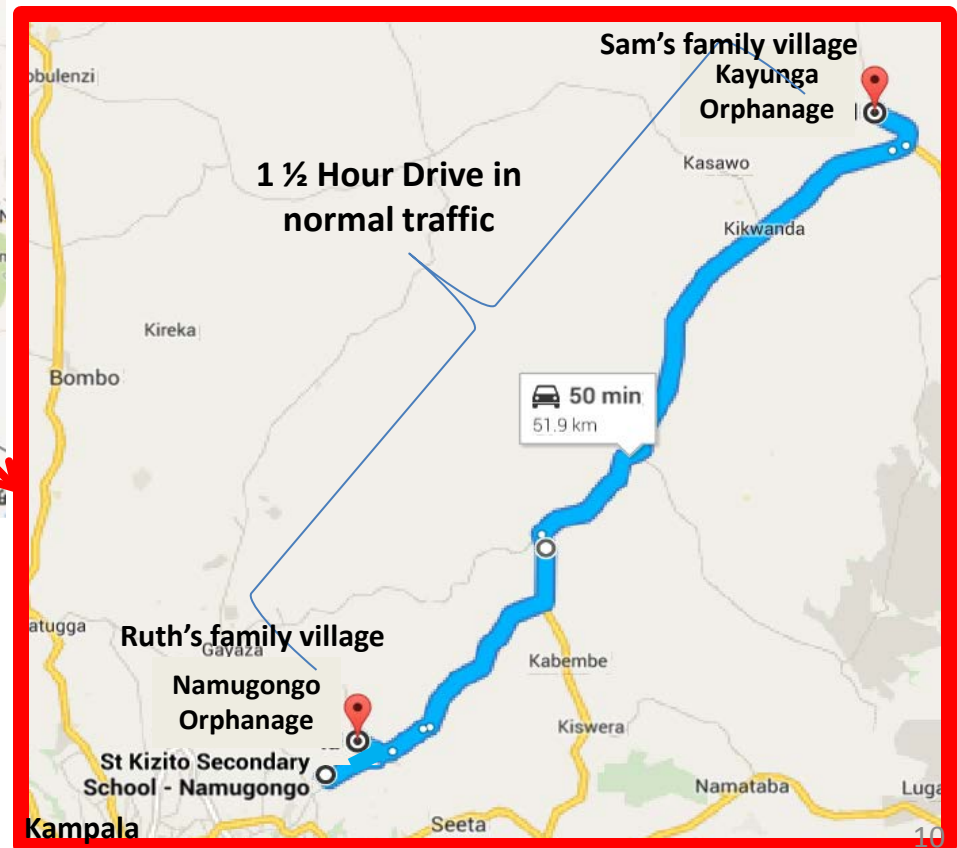 Sam's family village
Kayunga
Orphanage
obulenzi
Kasawo
1 ½ Hour Drive in
normal traffic
Kikwanda
Kireka
Bombo
50 min
51.9 km
atugga
Ruth's family village
Gayaza
Kabembe
Namugongo
Orphanage
Kiswera
St Kizito Secondary
School - Namugongo
Namataba
Luga
Kampala
Seeta
10